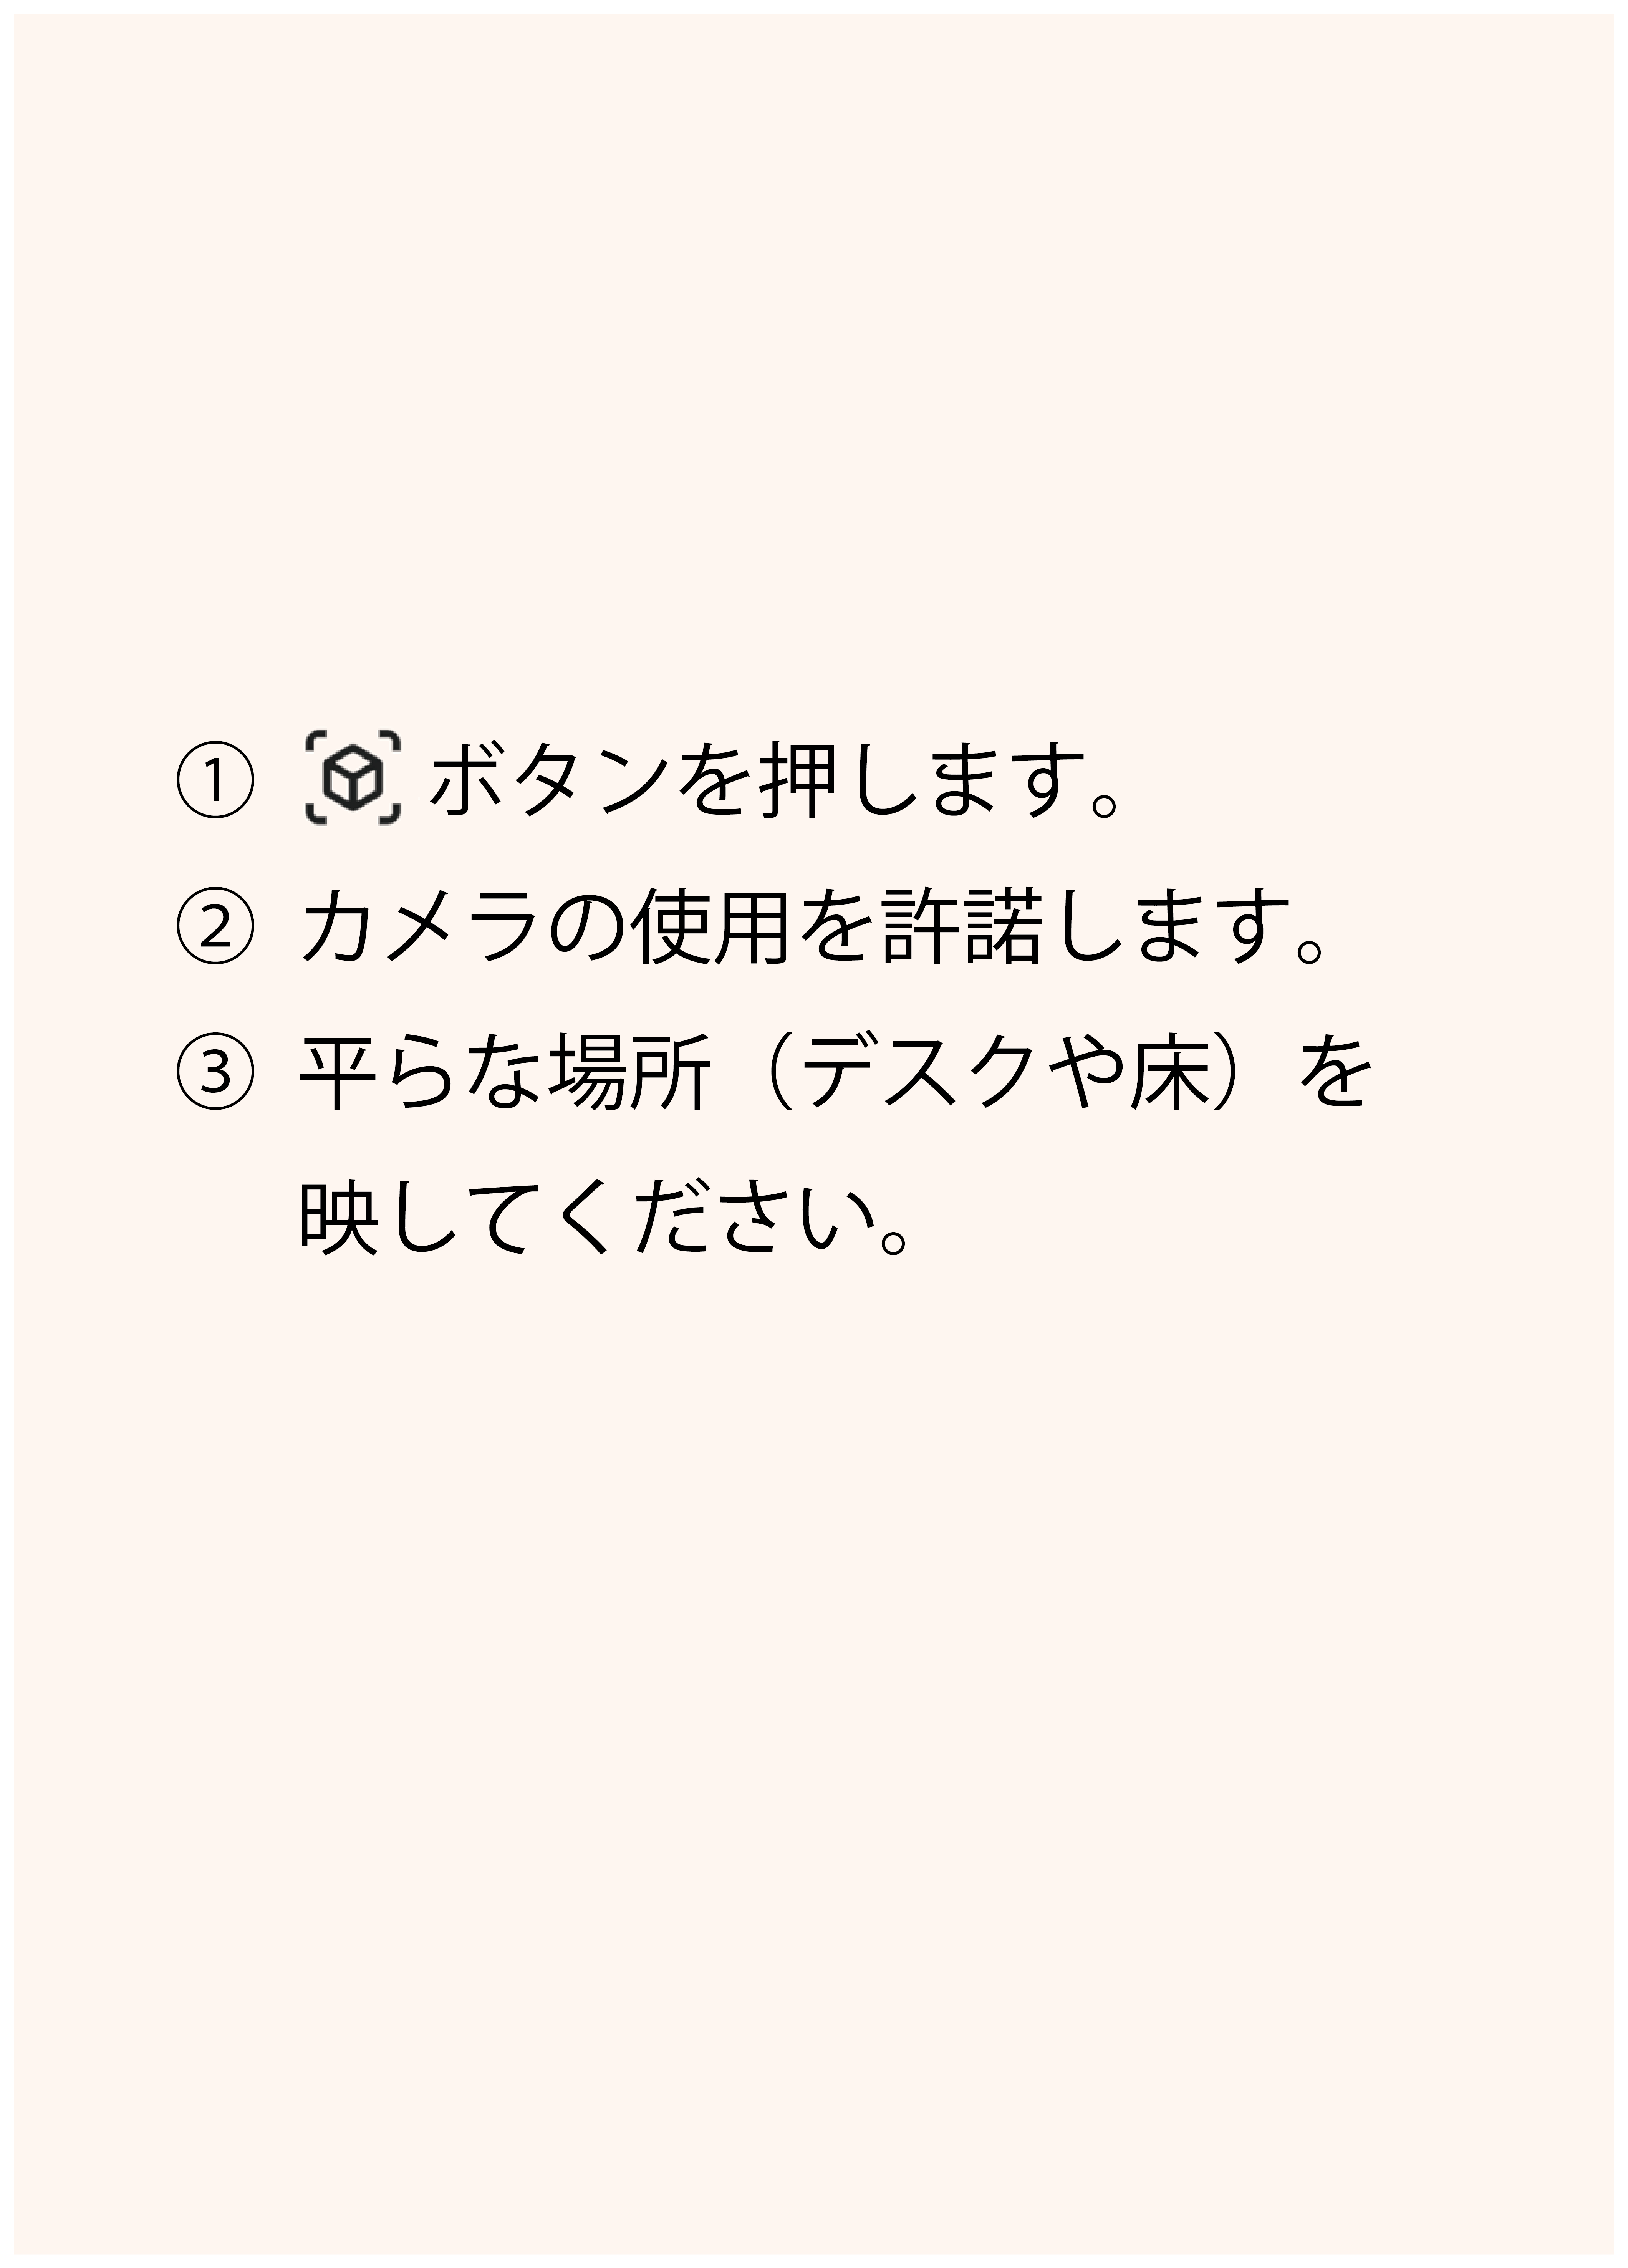 ① ボタンを押します。
② カメラの使用を許諾します。
③ 平らな場所（デスクや床）を
映してください。